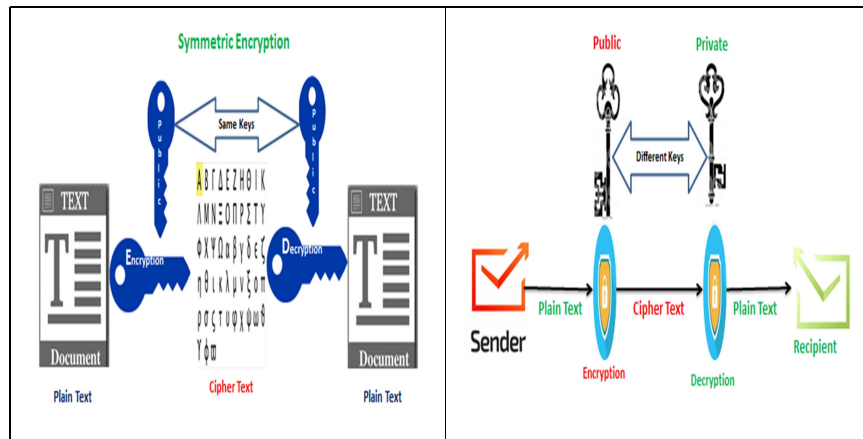 Symmetric Encryption
Public
Same Keys
Public
TEXT
T
Document
Plain Text
Encryption
Α Β Γ Δ Ε Ζ Η Θ Ι Κ
Λ Μ Ν Ξ Ο Π Ρ Σ Τ Υ
Φ Χ Ψ Ω α β γ δ ε ζ
η θ ι κ λ μ ν ξ ο π
ρ σ ς τ υ φ χ ψ ω ϑ
ϒ ϕ ϖ
Cipher Text
Decryption
TEXT
T
Document
Plain Text
Public
Private
Different Keys
Sender
Plain Text
Cipher Text
Plain Text
Recipient
Encryption
Decryption